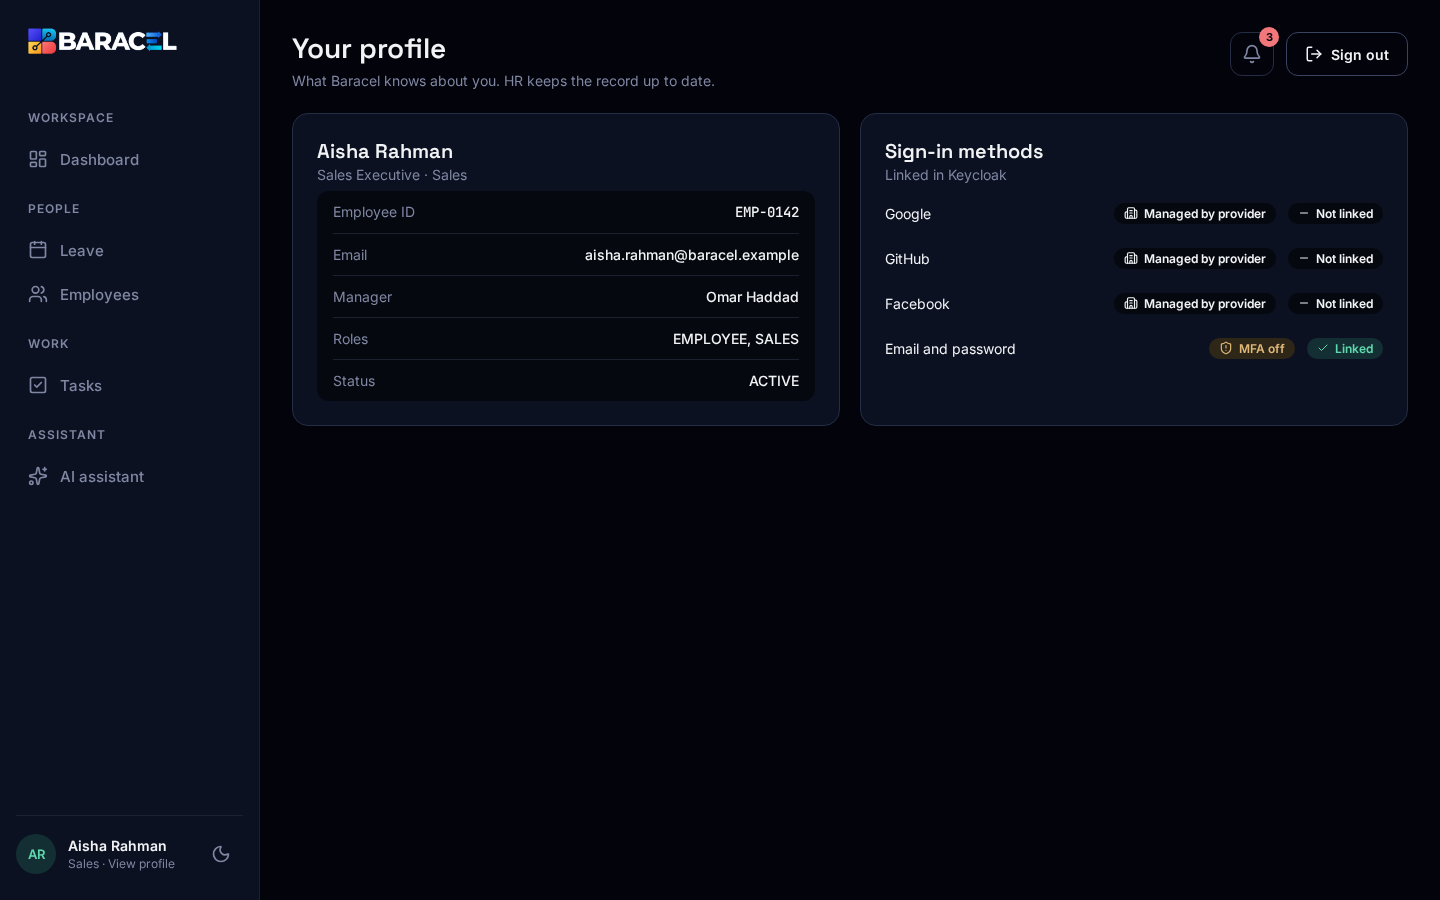 BARACEL
WORKSPACE
Dashboard
PEOPLE
Leave
Employees
WORK
Tasks
ASSISTANT
AI assistant
AR
Aisha Rahman
Sales · View profile
Your profile
What Baracel knows about you. HR keeps the record up to date.
3
Sign out
Aisha Rahman
Sales Executive · Sales
Employee ID EMP-0142
Email aisha.rahman@baracel.example
Manager Omar Haddad
Roles EMPLOYEE, SALES
Status ACTIVE
Sign-in methods
Linked in Keycloak
Google Managed by provider Not linked
GitHub Managed by provider Not linked
Facebook Managed by provider Not linked
Email and password MFA off Linked